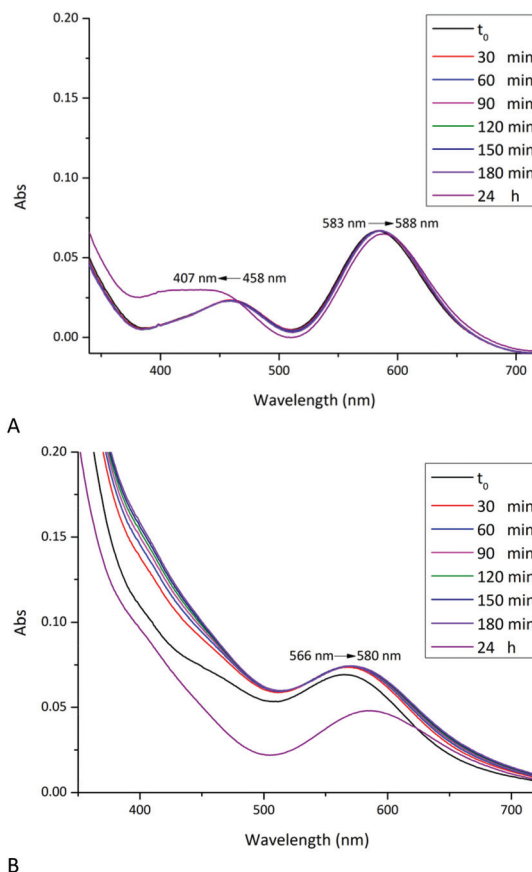 0.20
0.15
0.10
0.05
0.00
Abs
t0
30 min
60 min
90 min
120 min
150 min
180 min
24 h
583 nm 588 nm
407 nm 458 nm
400 500 600 700
Wavelength (nm)
A
0.20
0.15
0.10
0.05
0.00
Abs
t0
30 min
60 min
90 min
120 min
150 min
180 min
24 h
566 nm 580 nm
400 500 600 700
Wavelength (nm)
B